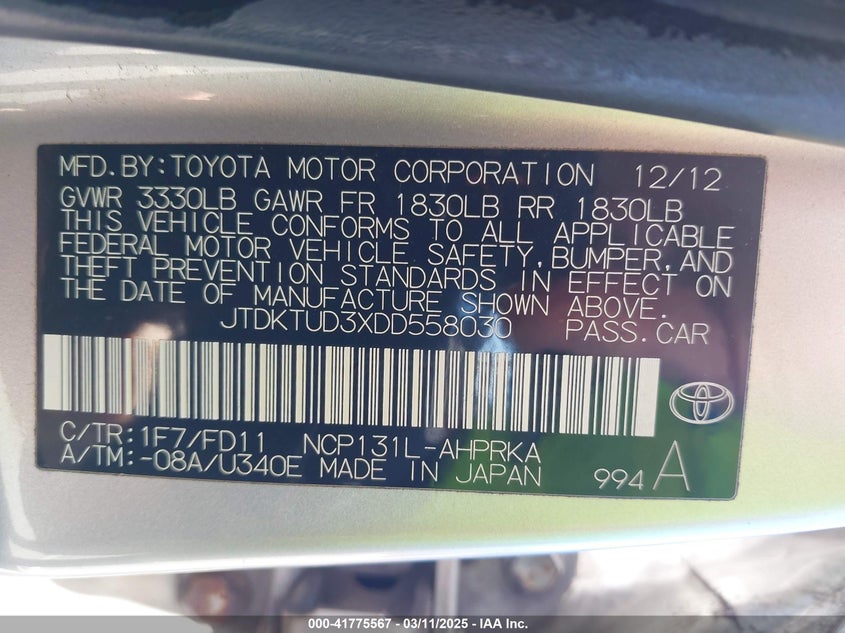 MFD.BY:TOYOTA MOTOR CORPORATION 12/12
GVWR 3330LB GAWR FR 1830LB RR 1830LB
THIS VEHICLE CONFORMS TO ALL APPLICABLE
FEDERAL MOTOR VEHICLE SAFETY,BUMPER,AND
THEFT PREVENTION STANDARDS IN EFFECT ON
THE DATE OF MANUFACTURE SHOWN ABOVE.
JTDKTUD3XDD558030 PASS.CAR
C/TR:1F7/FD11 NCP131L-AHPRKA
A/TM:-08A/U340E MADE IN JAPAN 994A
000-41775567 - 03/11/2025 - IAA Inc.